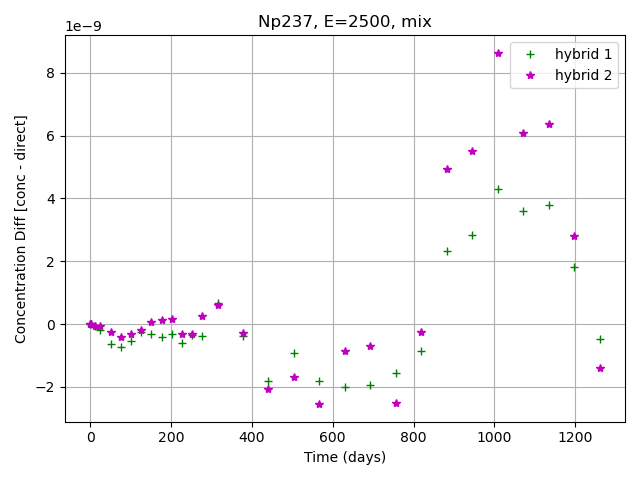 Np237, E=2500, mix
1e−9
hybrid 1
hybrid 2
8
6
4
2
0
−2
Concentration Diff [conc - direct]
0 200 400 600 800 1000 1200
Time (days)